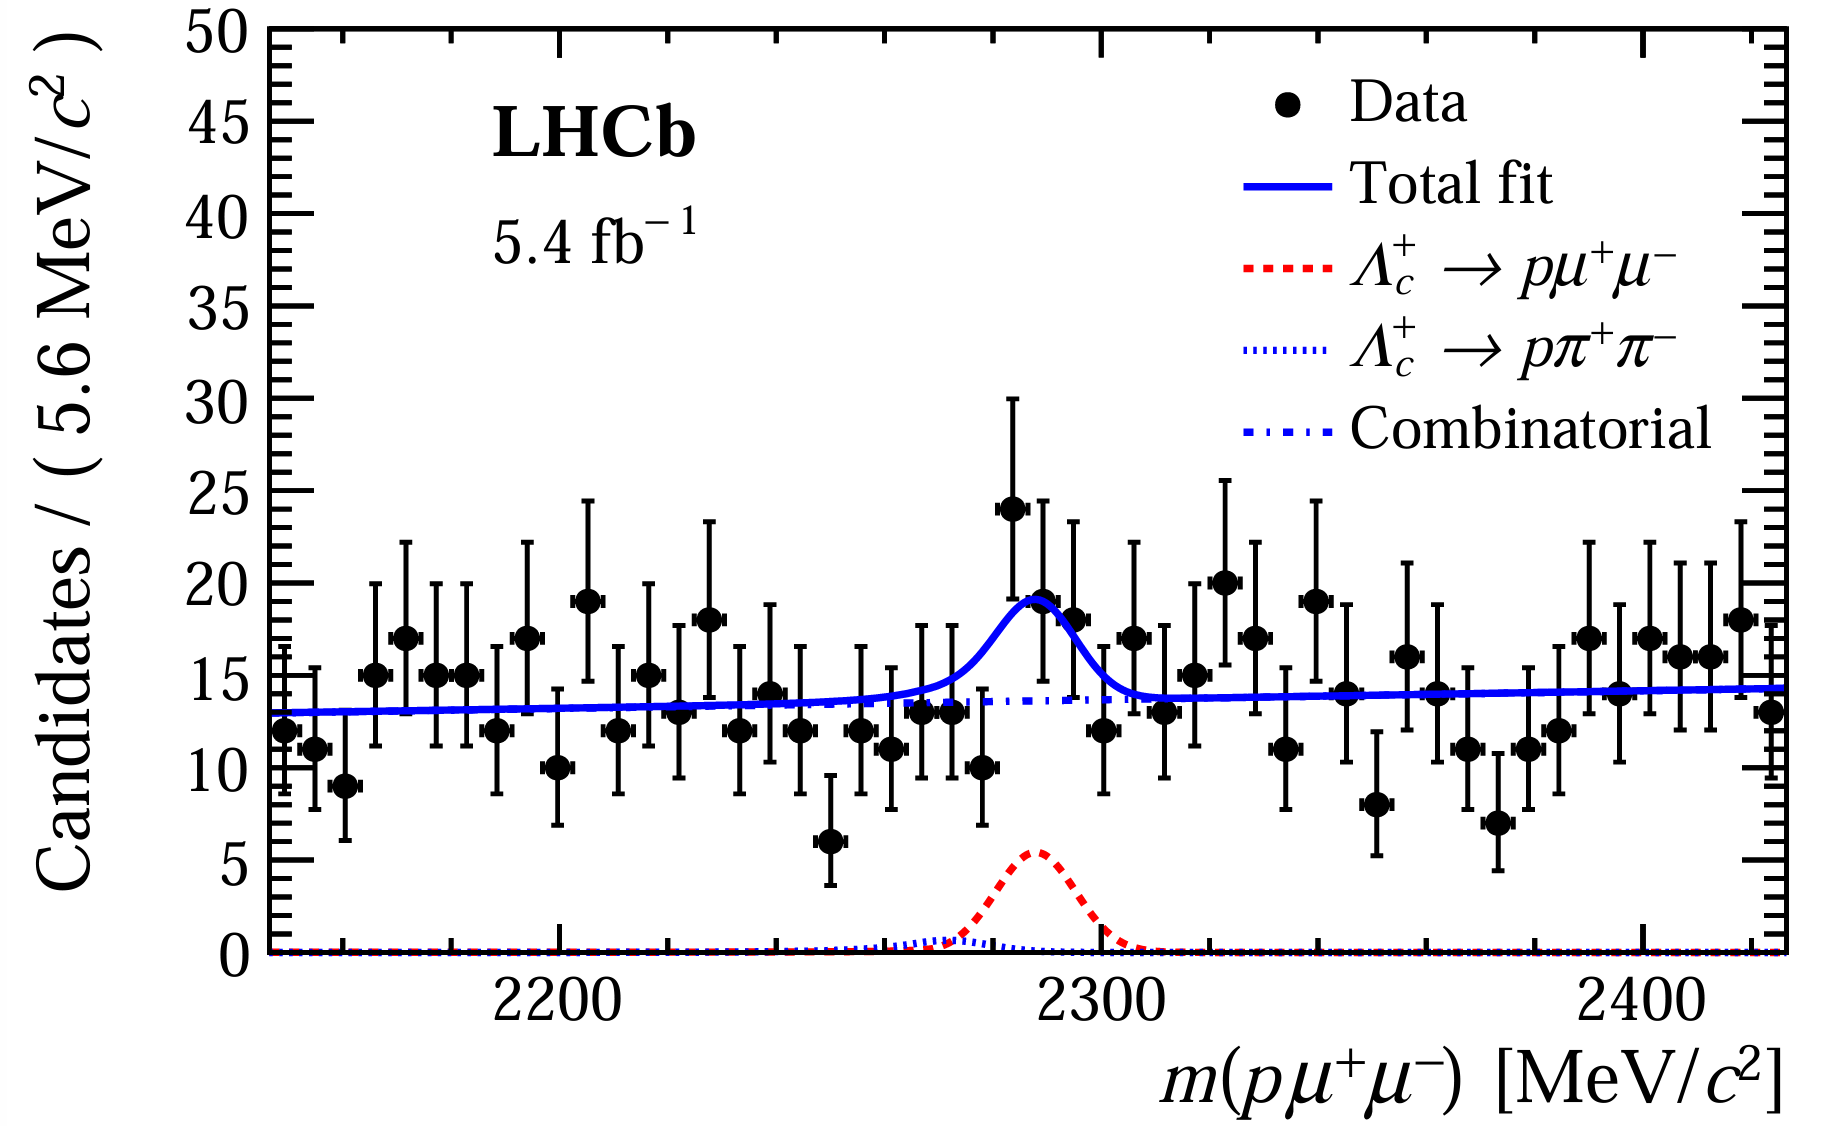 Candidates / ( 5.6 MeV/c²)
50
45
40
35
30
25
20
15
10
5
0
LHCb
5.4 fb⁻¹
Data
Total fit
Λc⁺ → pμ⁺μ⁻
Λc⁺ → pπ⁺π⁻
Combinatorial
2200 2300 2400
m(pμ⁺μ⁻) [MeV/c²]